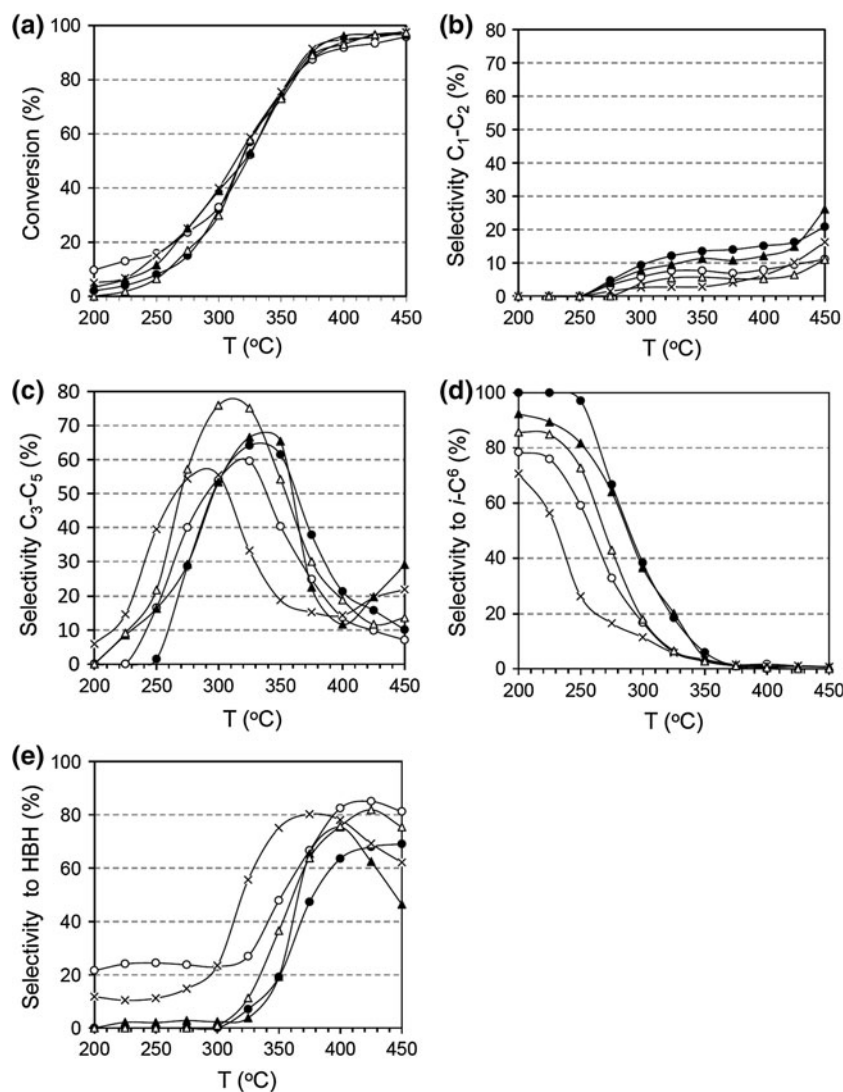 (a)
100
80
60
40
20
0
Conversion (%)
200 250 300 350 400 450
T (°C)
(b)
80
70
60
50
40
30
20
10
0
Selectivity C₁-C₂ (%)
200 250 300 350 400 450
T (°C)
(c)
80
70
60
50
40
30
20
10
0
Selectivity C₃-C₅ (%)
200 250 300 350 400 450
T (°C)
(d)
100
80
60
40
20
0
Selectivity to i-C⁶ (%)
200 250 300 350 400 450
T (°C)
(e)
100
80
60
40
20
0
Selectivity to HBH (%)
200 250 300 350 400 450
T (°C)